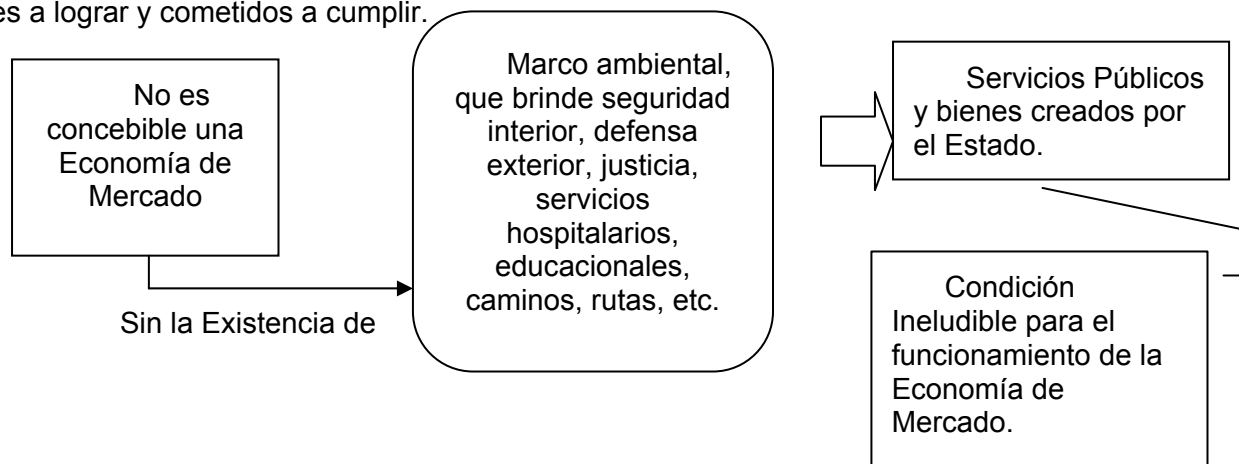 es a lograr y cometidos a cumplir.
No es
concebible una
Economía de
Mercado
Sin la Existencia de
Marco ambiental,
que brinde seguridad
interior, defensa
exterior, justicia,
servicios
hospitalarios,
educacionales,
caminos, rutas, etc.
Servicios Públicos
y bienes creados por
el Estado.
Condición
Ineludible para el
funcionamiento de la
Economía de
Mercado.